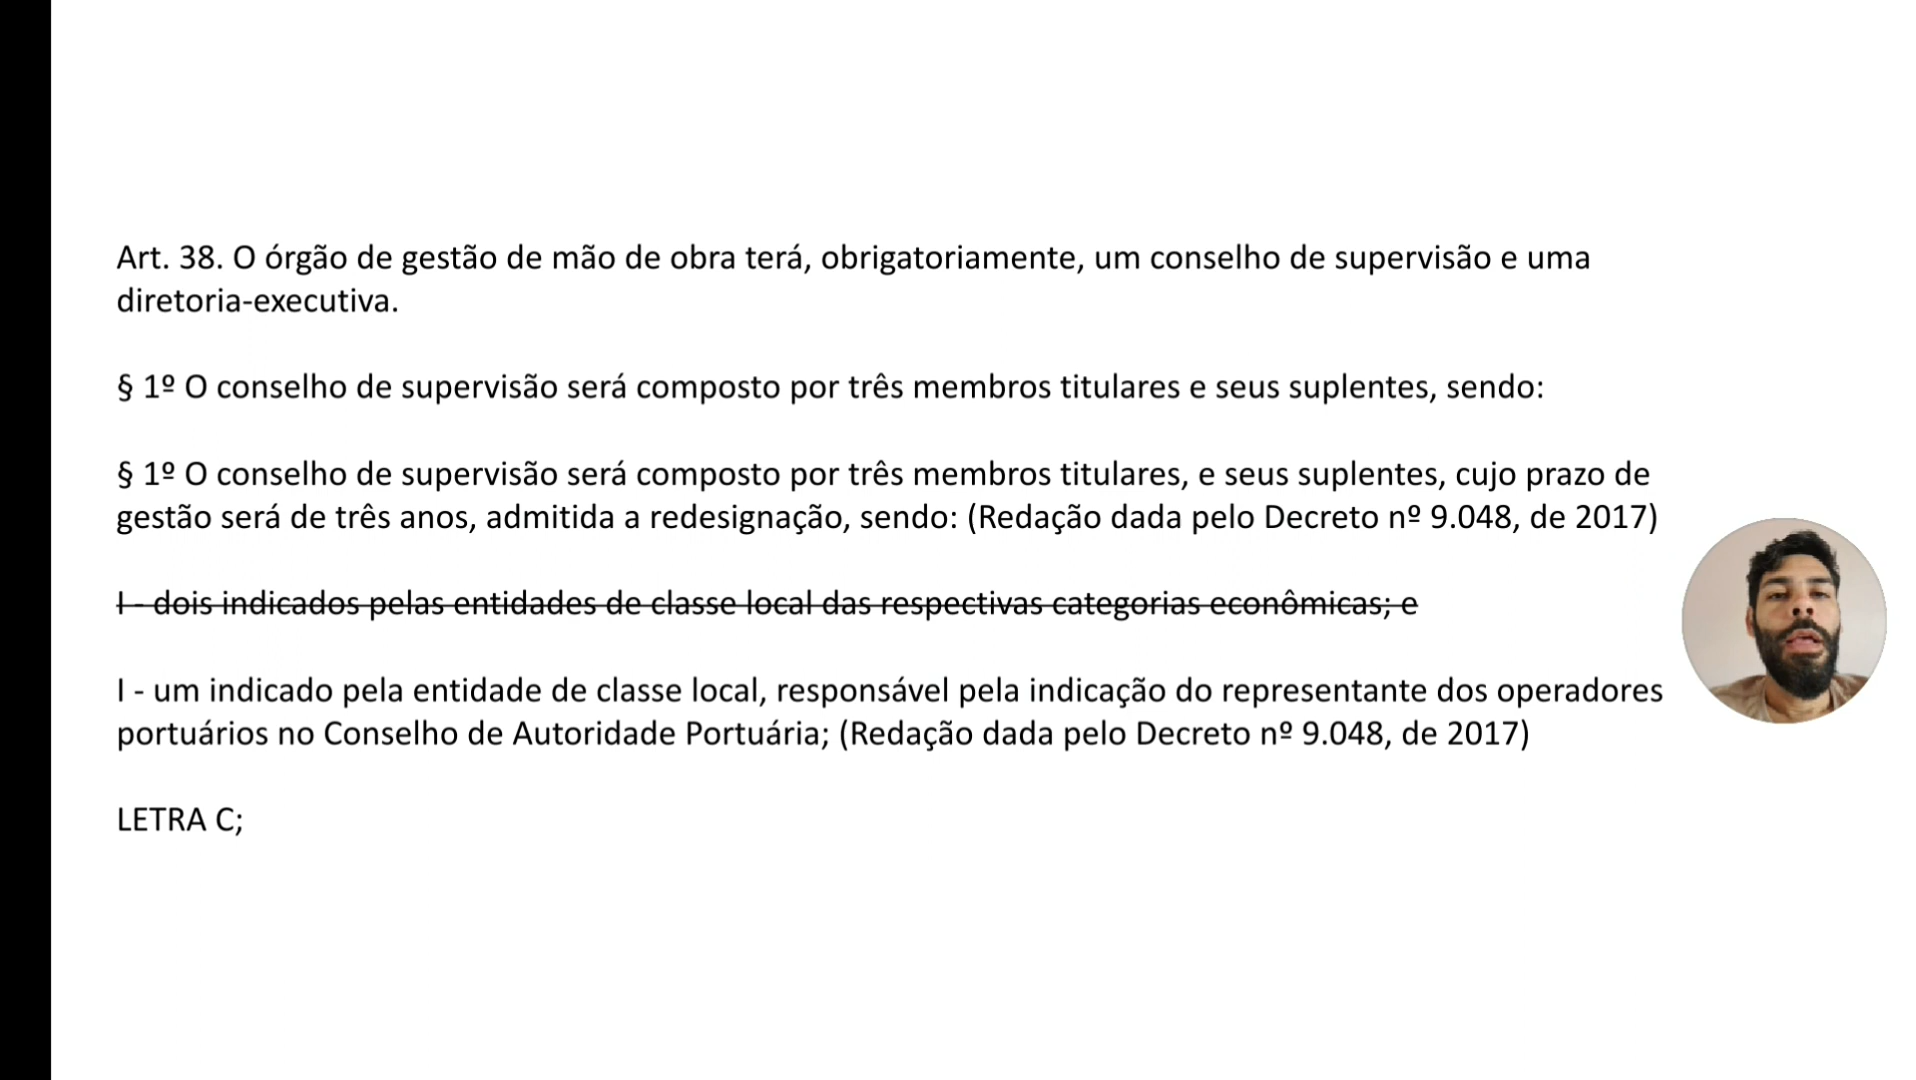 Art. 38. O órgão de gestão de mão de obra terá, obrigatoriamente, um conselho de supervisão e uma
diretoria-executiva.
§ 1º O conselho de supervisão será composto por três membros titulares e seus suplentes, sendo:
§ 1º O conselho de supervisão será composto por três membros titulares, e seus suplentes, cujo prazo de
gestão será de três anos, admitida a redesignação, sendo: (Redação dada pelo Decreto nº 9.048, de 2017)
I - dois indicados pelas entidades de classe local das respectivas categorias econômicas; e
I - um indicado pela entidade de classe local, responsável pela indicação do representante dos operadores
portuários no Conselho de Autoridade Portuária; (Redação dada pelo Decreto nº 9.048, de 2017)
LETRA C;